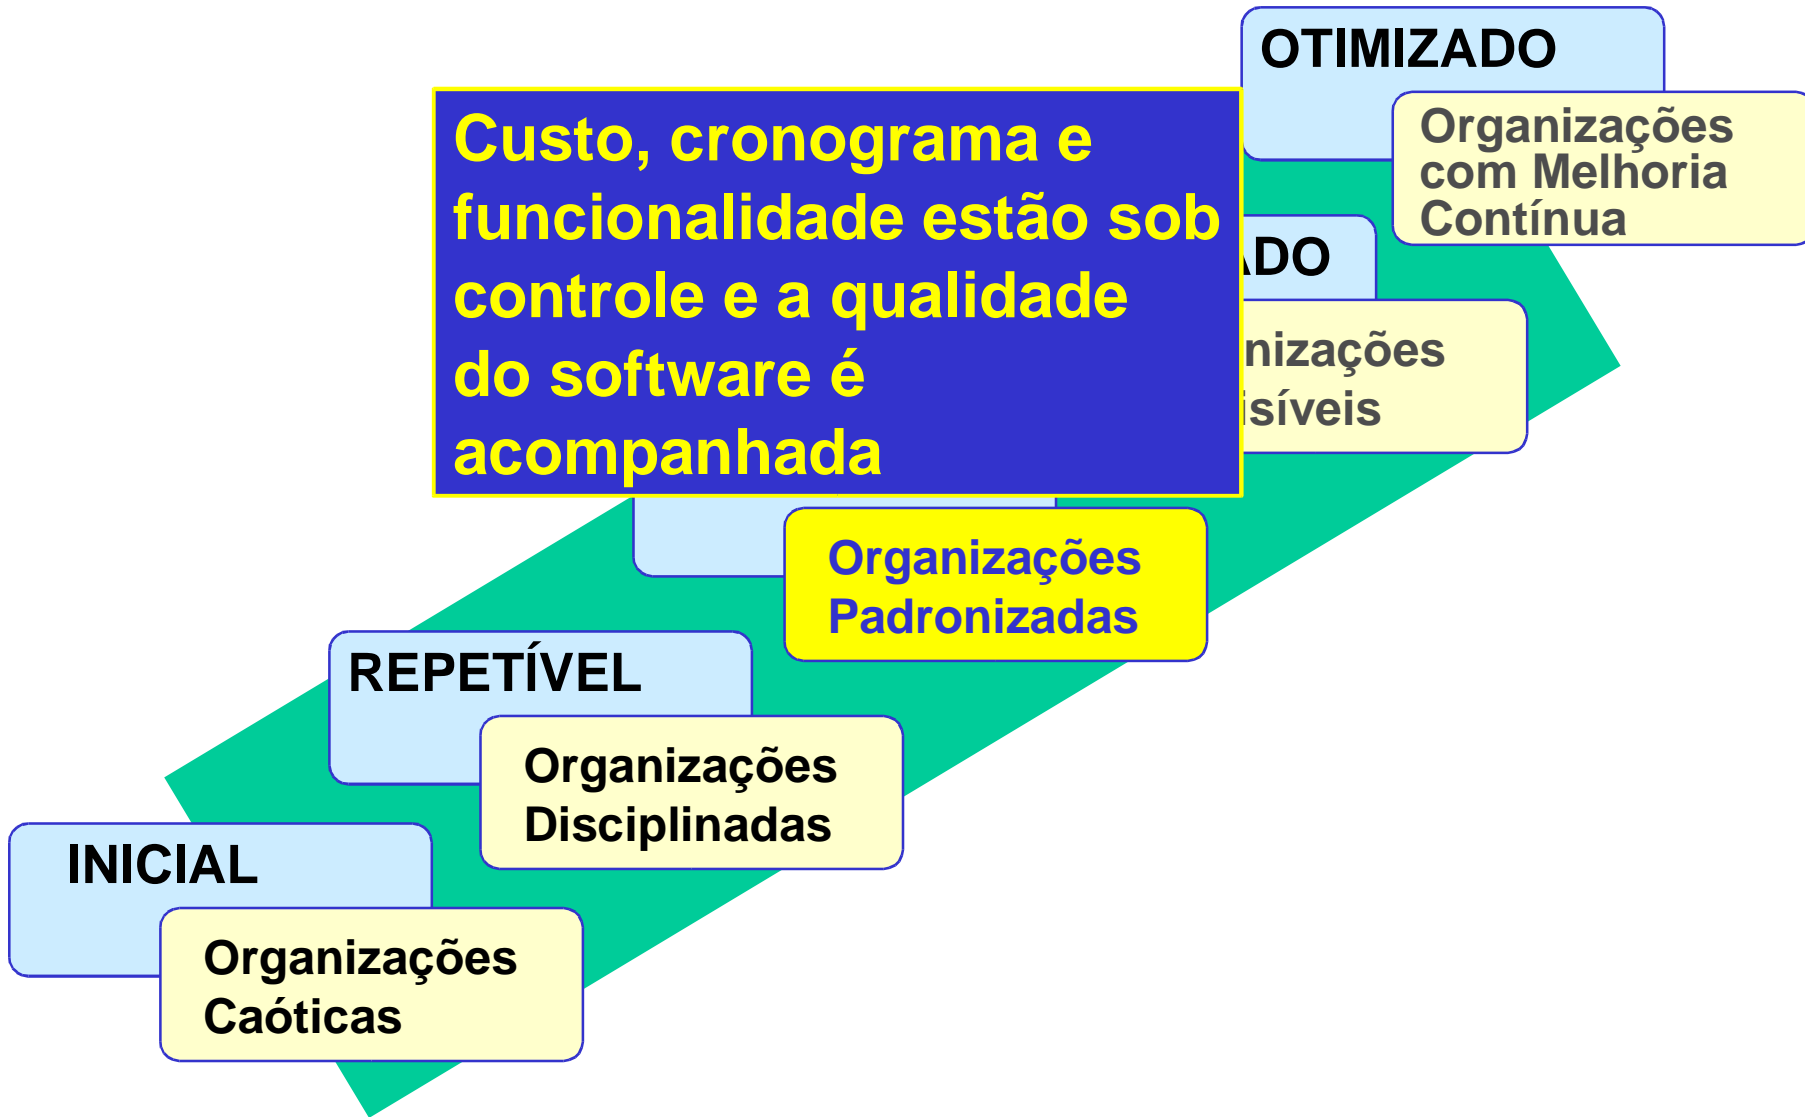 OTIMIZADO
Organizações
com Melhoria
Contínua
Custo, cronograma e
funcionalidade estão sob
controle e a qualidade
do software é
acompanhada
ADO
nizações
isíveis
Organizações
Padronizadas
REPETÍVEL
Organizações
Disciplinadas
INICIAL
Organizações
Caóticas